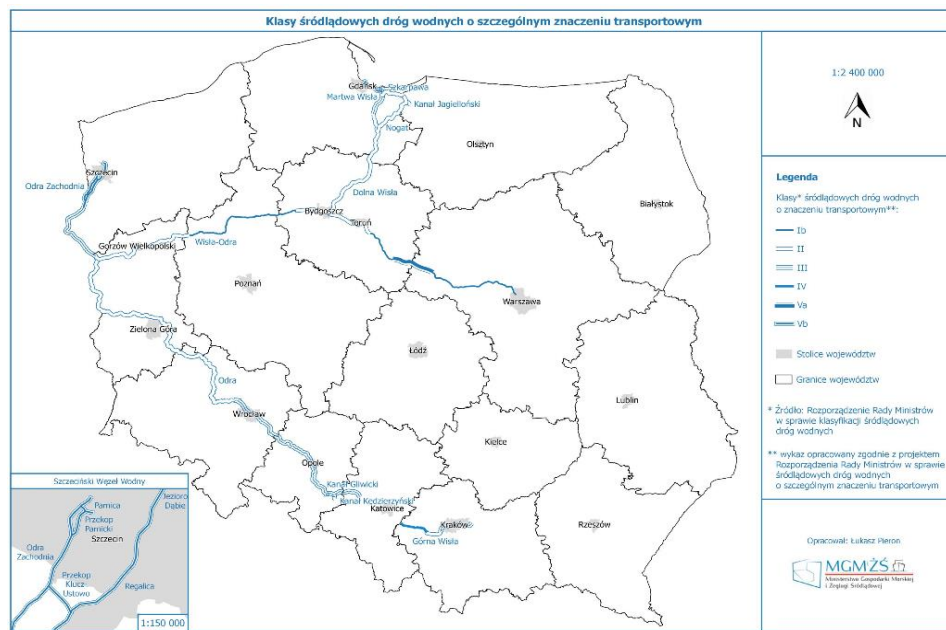 Klasy śródlądowych dróg wodnych o szczególnym znaczeniu transportowym
1:2 400 000
N
Legenda
Klasy* śródlądowych dróg wodnych
o znaczeniu transportowym**:
Ib
II
III
IV
Va
Vb
Stolice województw
Granice województw
* Źródło: Rozporządzenie Rady Ministrów
w sprawie klasyfikacji śródlądowych
dróg wodnych
** wykaz opracowany zgodnie z projektem
Rozporządzenia Rady Ministrów w sprawie
śródlądowych dróg wodnych
o szczególnym znaczeniu transportowym
Opracował: Łukasz Pieron
MGMŻŚ
Ministerstwo Gospodarki Morskiej
i Żeglugi Śródlądowej
Gdańsk
Szkarpawa
Martwa Wisła
Kanał Jagielloński
Nogat
Olsztyn
Szczecin
Odra Zachodnia
Dolna Wisła
Białystok
Bydgoszcz
Toruń
Gorzów Wielkopolski
Wisła-Odra
Poznań
Warszawa
Zielona Góra
Łódź
Odra
Lublin
Wrocław
Kielce
Opole
Kanał Gliwicki
Kanał Kędzierzyński
Katowice
Kraków
Rzeszów
Górna Wisła
Szczeciński Węzeł Wodny
Jezioro
Dąbie
Parnica
Przekop
Parnicki
Szczecin
Odra
Zachodnia
Przekop
Klucz
Ustowo
Regalica
1:150 000